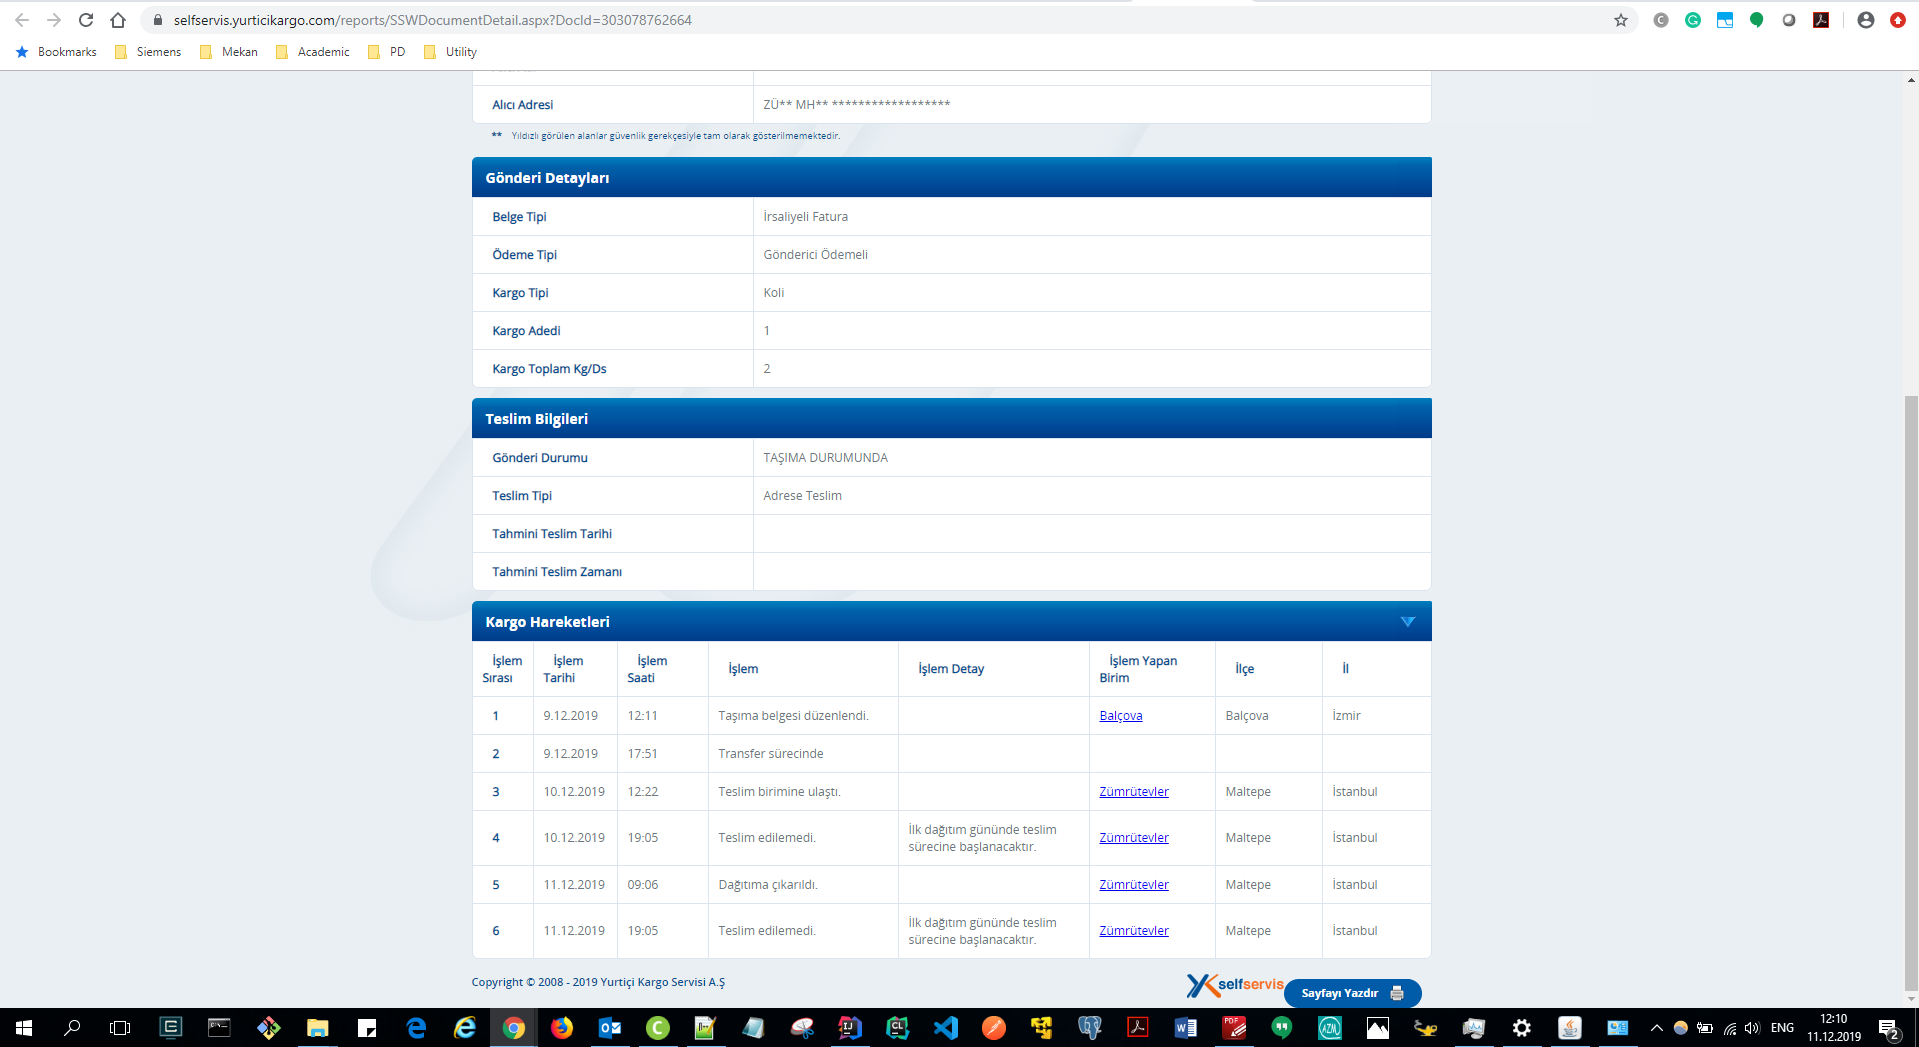 selfservis.yurticikargo.com/reports/SSWDocumentDetail.aspx?DocId=303078762664
Bookmarks Siemens Mekan Academic PD Utility
Alıcı Adresi ZÜ** MH** ******************
** Yıldızlı görülen alanlar güvenlik gerekçesiyle tam olarak gösterilmemektedir.
Gönderi Detayları
Belge Tipi İrsaliyeli Fatura
Ödeme Tipi Gönderici Ödemeli
Kargo Tipi Koli
Kargo Adedi 1
Kargo Toplam Kg/Ds 2
Teslim Bilgileri
Gönderi Durumu TAŞIMA DURUMUNDA
Teslim Tipi Adrese Teslim
Tahmini Teslim Tarihi
Tahmini Teslim Zamanı
Kargo Hareketleri
İşlem Sırası İşlem Tarihi İşlem Saati İşlem İşlem Detay İşlem Yapan Birim İlçe İl
1 9.12.2019 12:11 Taşıma belgesi düzenlendi. Balçova Balçova İzmir
2 9.12.2019 17:51 Transfer sürecinde
3 10.12.2019 12:22 Teslim birimine ulaştı. Zümrütevler Maltepe İstanbul
4 10.12.2019 19:05 Teslim edilemedi. İlk dağıtım gününde teslim sürecine başlanacaktır. Zümrütevler Maltepe İstanbul
5 11.12.2019 09:06 Dağıtıma çıkarıldı. Zümrütevler Maltepe İstanbul
6 11.12.2019 19:05 Teslim edilemedi. İlk dağıtım gününde teslim sürecine başlanacaktır. Zümrütevler Maltepe İstanbul
Copyright © 2008 - 2019 Yurtiçi Kargo Servisi A.Ş
selfservis
Sayfayı Yazdır
ENG
12:10
11.12.2019
2